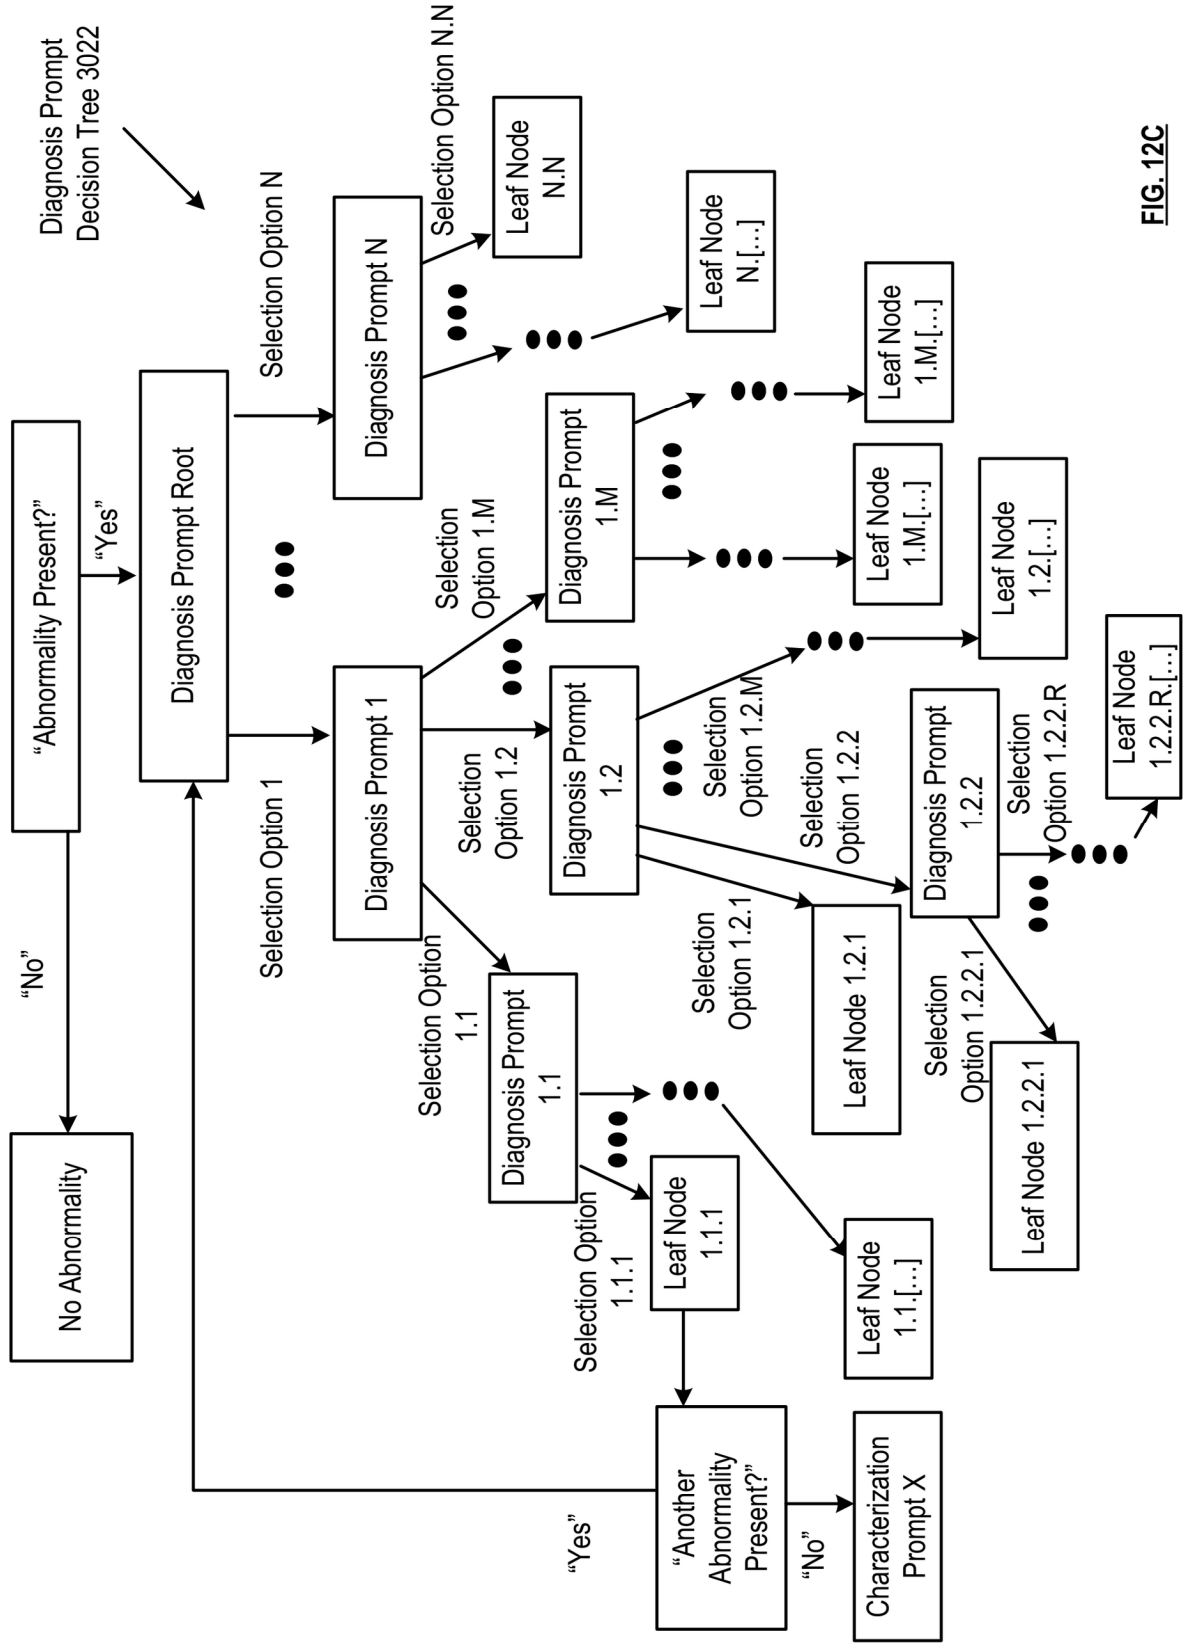 Diagnosis Prompt
Decision Tree 3022
“Abnormality Present?”
“No”
“Yes”
No Abnormality
Diagnosis Prompt Root
Selection Option 1
Selection Option N
Diagnosis Prompt 1
Diagnosis Prompt N
Selection Option
1.1
Selection
Option 1.2
Selection
Option 1.M
Selection Option N.N
Diagnosis Prompt
1.1
Diagnosis Prompt
1.2
Diagnosis Prompt
1.M
Leaf Node
N.N
Selection Option
1.1.1
Leaf Node
1.1.1
Selection
Option 1.2.1
Selection
Option 1.2.M
Leaf Node
N.[...]
“Yes”
“Another
Abnormality
Present?”
“No”
Characterization
Prompt X
Leaf Node
1.1.[...]
Leaf Node 1.2.1
Selection
Option 1.2.2
Leaf Node
1.M.[...]
Leaf Node
1.M.[...]
Diagnosis Prompt
1.2.2
Leaf Node
1.2.[...]
Selection
Option 1.2.2.1
Selection
Option 1.2.2.R
Leaf Node 1.2.2.1
Leaf Node
1.2.2.R.[...]
FIG. 12C